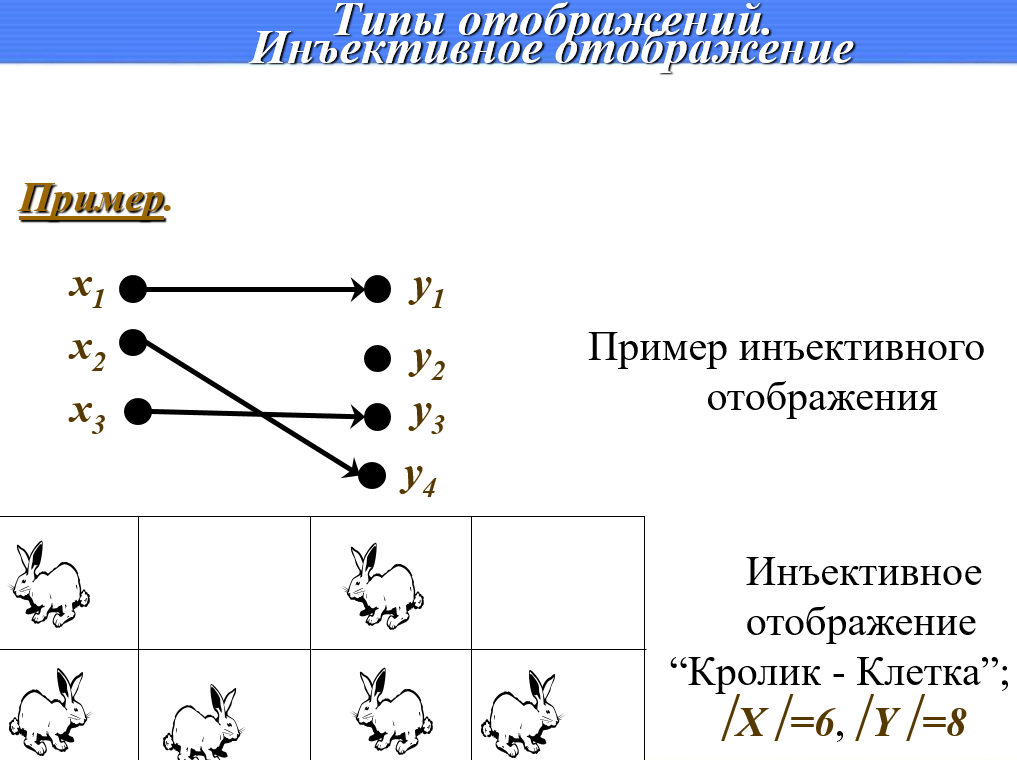 Типы отображений.
Инъективное отображение
Пример.
x1 y1
x2 y2
x3 y3
y4
Пример инъективного
отображения
Инъективное
отображение
“Кролик - Клетка”;
/X /=6, /Y /=8